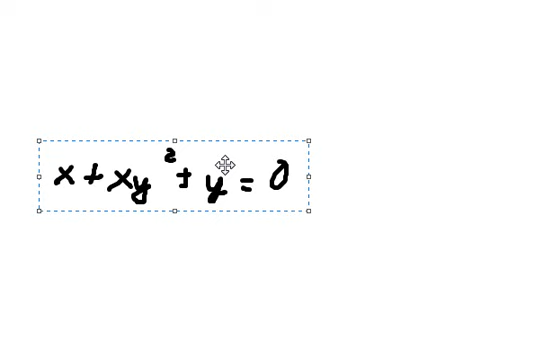 x + xy² + y = 0